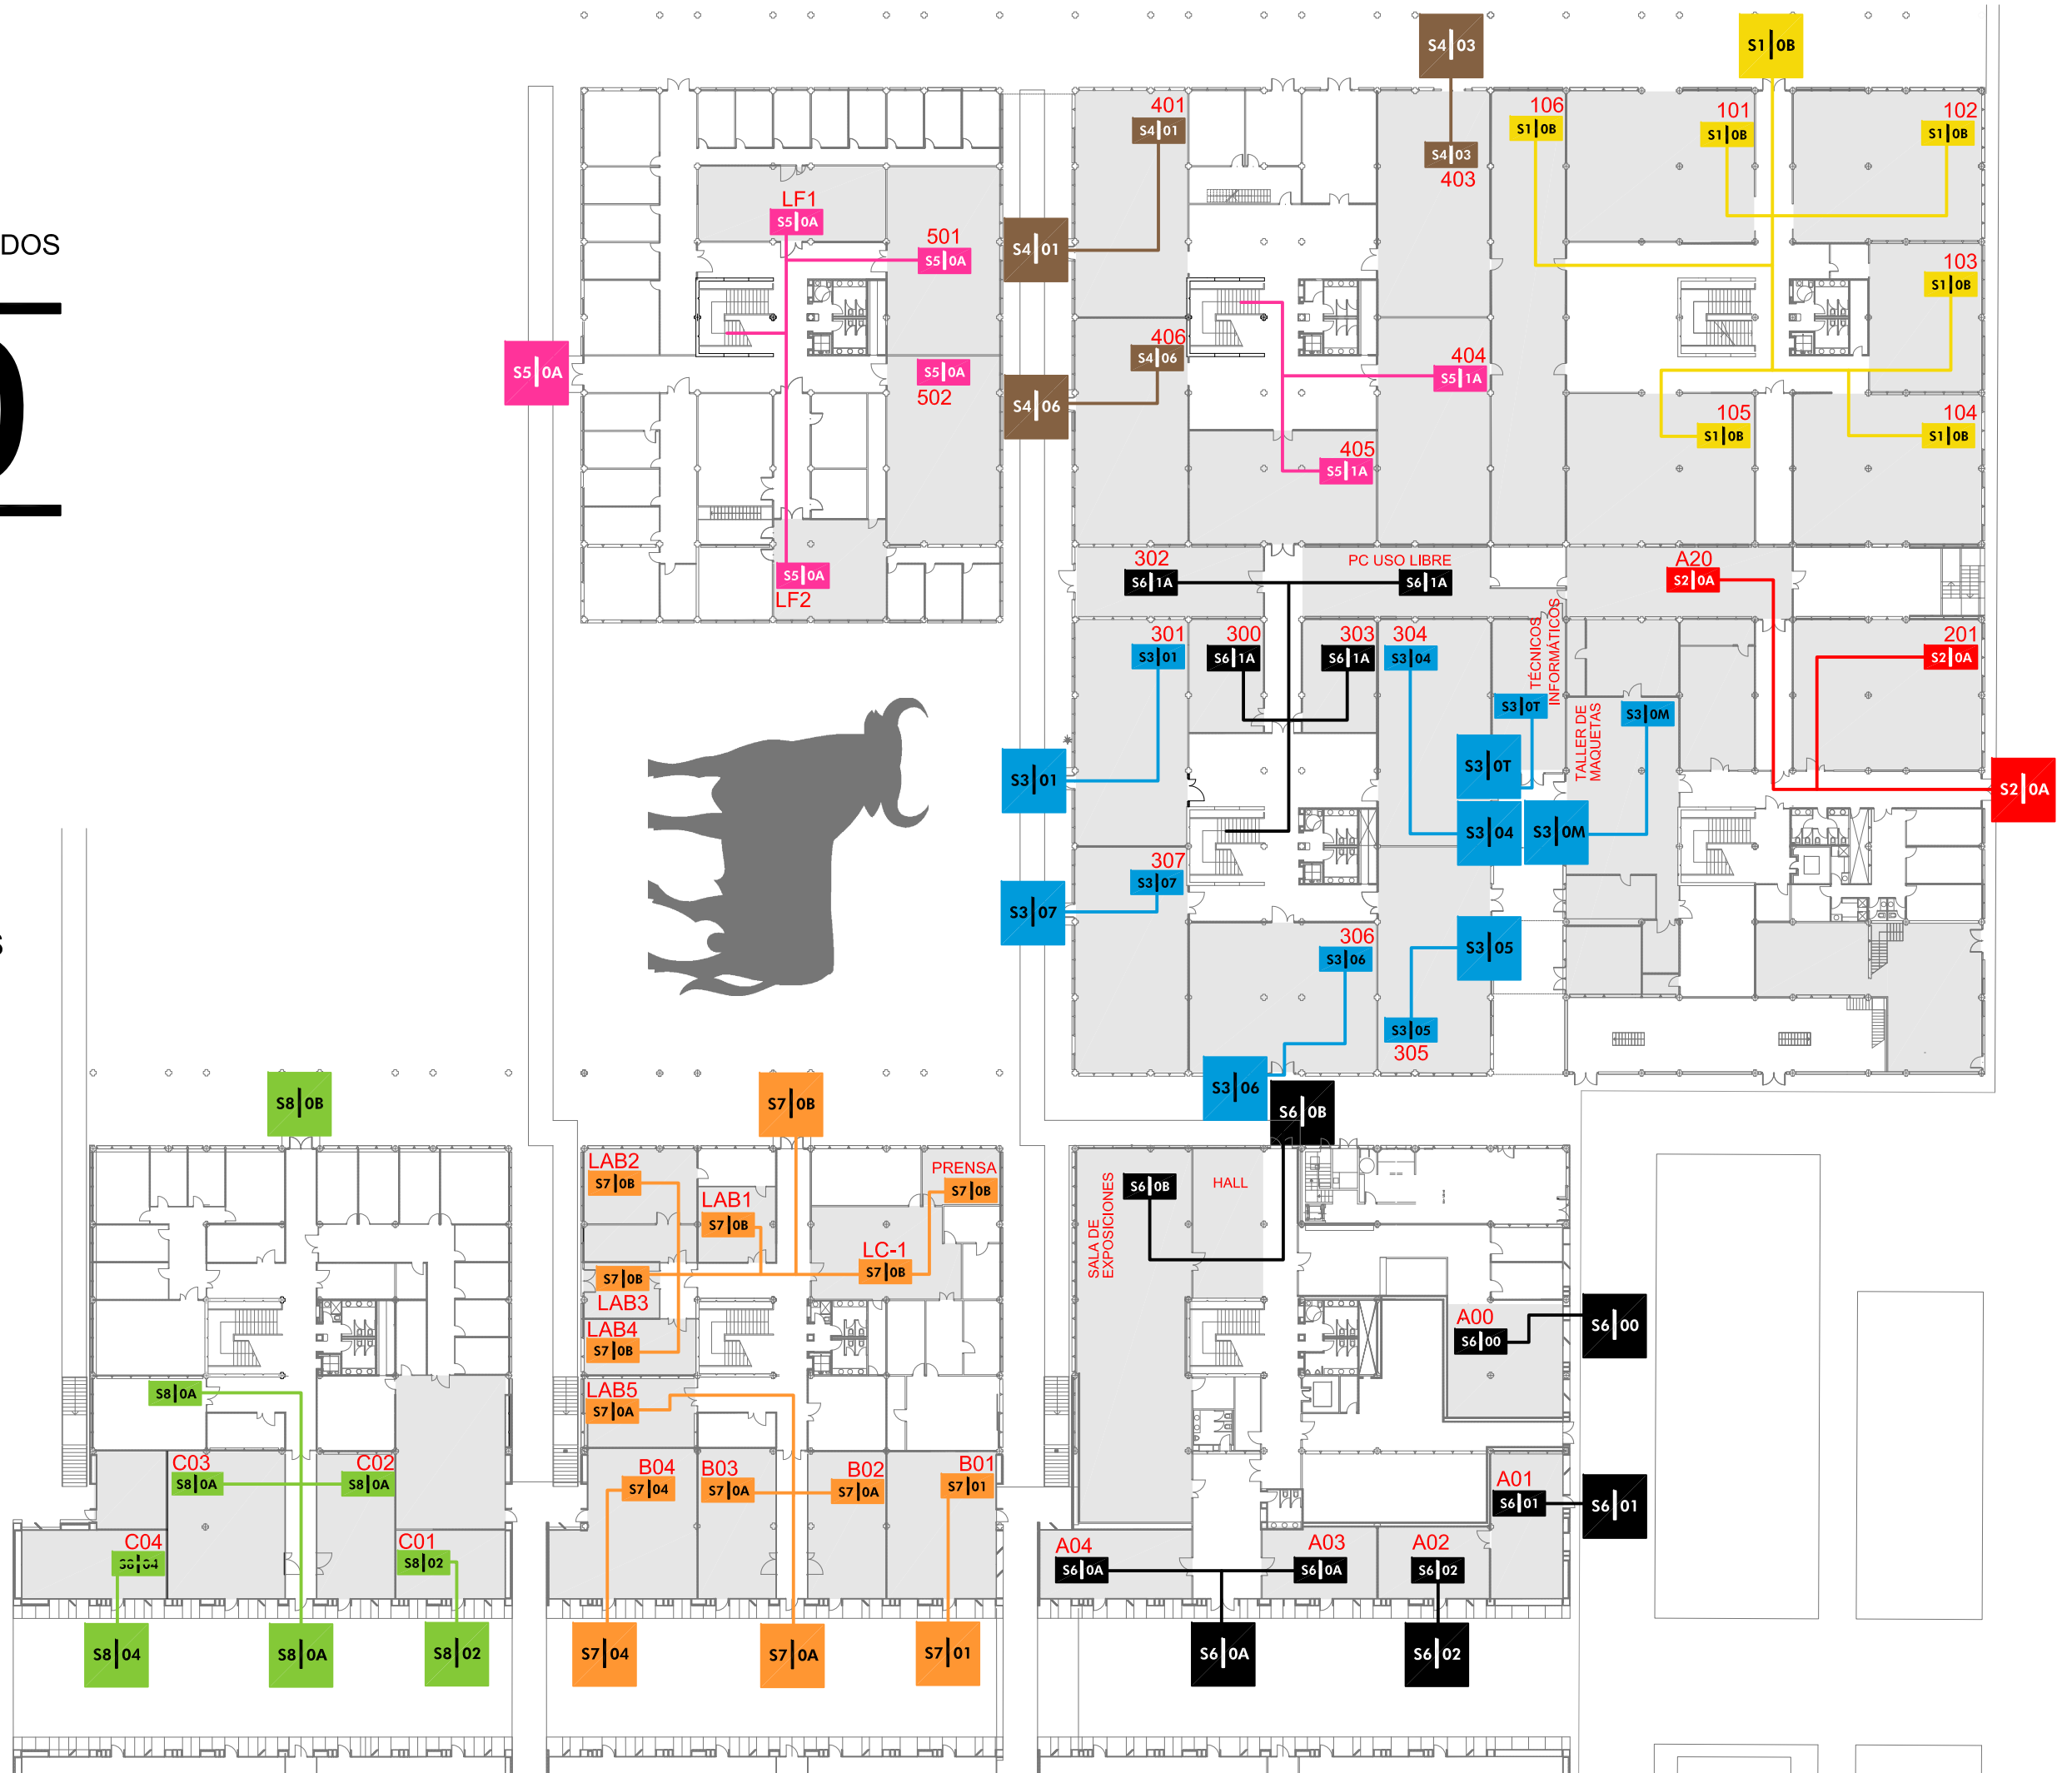 DOS
0
s
S4 03
S1 0B
401
S4 01
S4 03
403
106
S1 0B
101
S1 0B
102
S1 0B
LF1
S5 0A
501
S5 0A
S4 01
103
S1 0B
S5 0A
S5 0A
502
406
S4 06
S4 06
404
S5 1A
105
S1 0B
104
S1 0B
405
S5 1A
S5 0A
LF2
302
S6 1A
PC USO LIBRE
S6 1A
A20
S2 0A
301
S3 01
300
S6 1A
303
S6 1A
304
S3 04
TÉCNICOS
INFORMÁTICOS
S3 0T
TALLER DE
MAQUETAS
S3 0M
201
S2 0A
S3 01
S3 0T
S2 0A
S3 04
S3 0M
307
S3 07
S3 07
306
S3 06
S3 05
S3 05
305
S3 06
S6 0B
S8 0B
S7 0B
LAB2
S7 0B
LAB1
S7 0B
PRENSA
S7 0B
LC-1
S7 0B
S7 0B
LAB3
LAB4
S7 0B
LAB5
S7 0A
SALA DE
EXPOSICIONES
S6 0B
HALL
A00
S6 00
S6 00
S8 0A
C03
S8 0A
C02
S8 0A
B04
S7 04
B03
S7 0A
B02
S7 0A
B01
S7 01
A01
S6 01
S6 01
C04
S8 04
C01
S8 02
A04
S6 0A
A03
S6 0A
A02
S6 02
S8 04
S8 0A
S8 02
S7 04
S7 0A
S7 01
S6 0A
S6 02